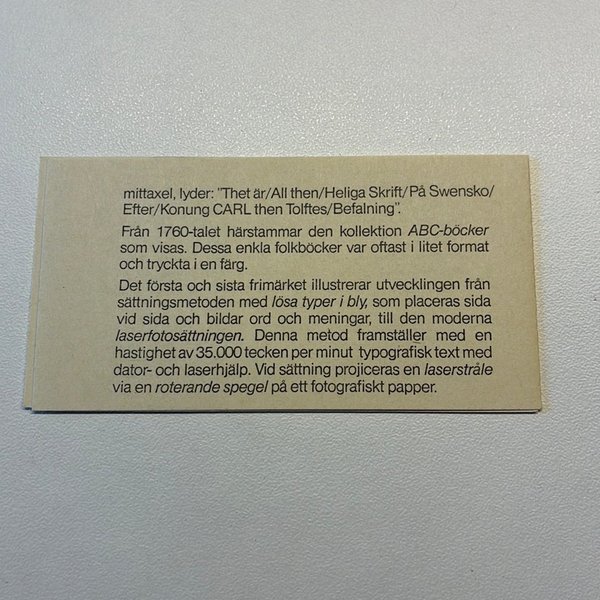 mittaxel, lyder: "Thet är/All then/Heliga Skrift/På Swensko/
Efter/Konung CARL then Tolftes/Befalning".
Från 1760-talet härstammar den kollektion ABC-böcker
som visas. Dessa enkla folkböcker var oftast i litet format
och tryckta i en färg.
Det första och sista frimärket illustrerar utvecklingen från
sättningsmetoden med lösa typer i bly, som placeras sida
vid sida och bildar ord och meningar, till den moderna
laserfotosättningen. Denna metod framställer med en
hastighet av 35.000 tecken per minut typografisk text med
dator- och laserhjälp. Vid sättning projiceras en laserstråle
via en roterande spegel på ett fotografiskt papper.